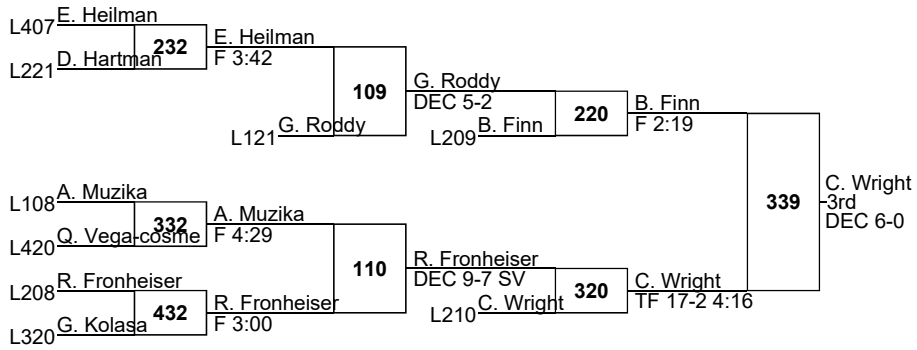 L407 E. Heilman
232 E. Heilman
L221 D. Hartman F 3:42
109 G. Roddy
DEC 5-2
L121 G. Roddy
220 B. Finn
F 2:19
L209 B. Finn
L108 A. Muzika
332 A. Muzika
L420 Q. Vega-cosme F 4:29
110 R. Fronheiser
DEC 9-7 SV
L208 R. Fronheiser
432 R. Fronheiser
L320 G. Kolasa F 3:00
320 C. Wright
TF 17-2 4:16
L210 C. Wright
339 C. Wright
3rd
DEC 6-0